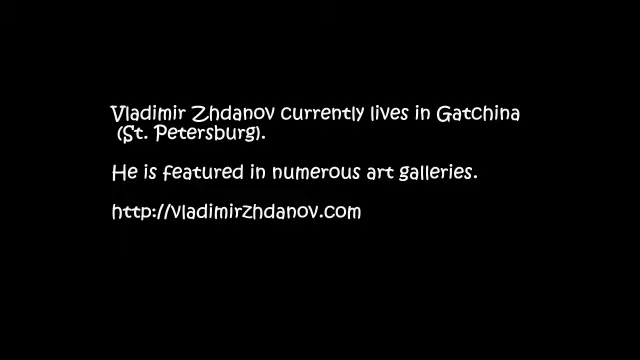 Vladimir Zhdanov currently lives in Gatchina
(St. Petersburg).
He is featured in numerous art galleries.
http://vladimirzhdanov.com